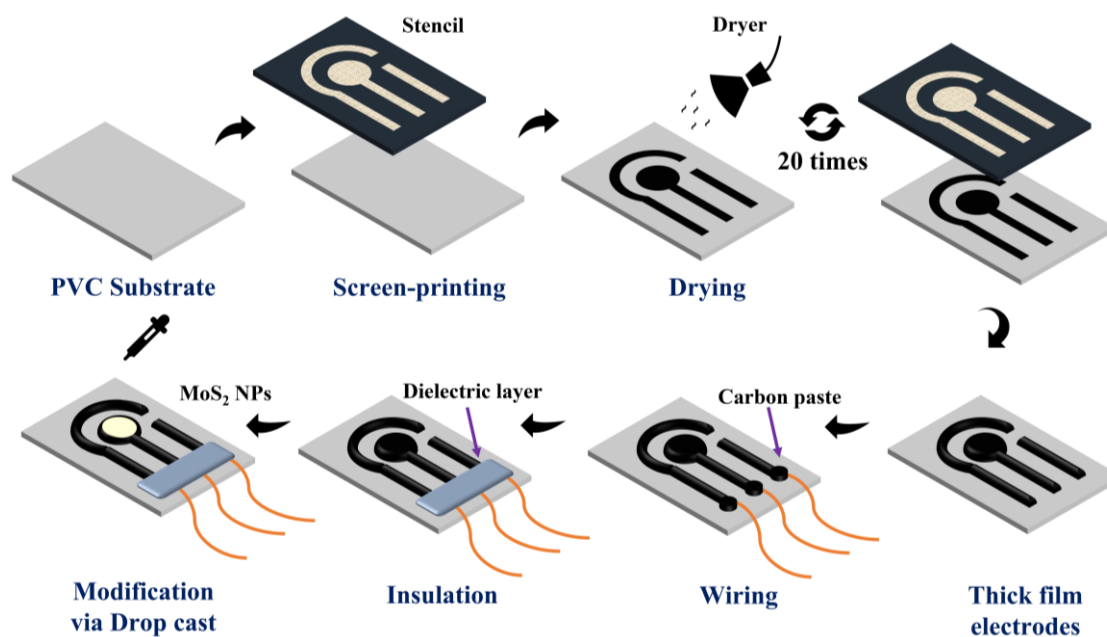 Stencil
Dryer
20 times
PVC Substrate
Screen-printing
Drying
MoS₂ NPs
Dielectric layer
Carbon paste
Modification
via Drop cast
Insulation
Wiring
Thick film
electrodes